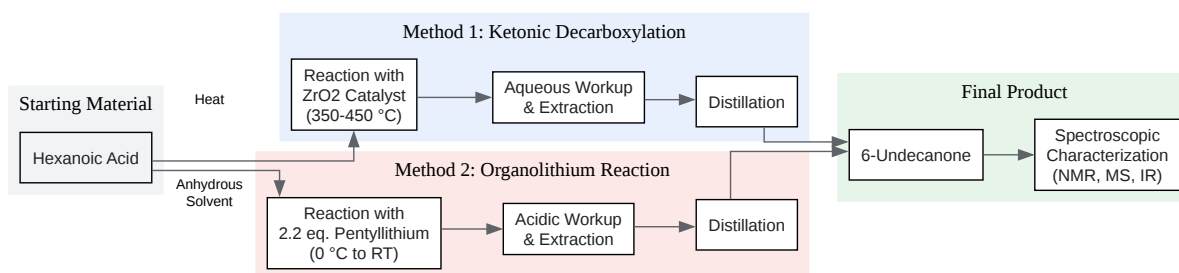 Starting Material
Hexanoic Acid
Heat
Anhydrous
Solvent
Method 1: Ketonic Decarboxylation
Reaction with
ZrO2 Catalyst
(350-450 °C)
Aqueous Workup
& Extraction
Distillation
Method 2: Organolithium Reaction
Reaction with
2.2 eq. Pentyllithium
(0 °C to RT)
Acidic Workup
& Extraction
Distillation
Final Product
6-Undecanone
Spectroscopic
Characterization
(NMR, MS, IR)